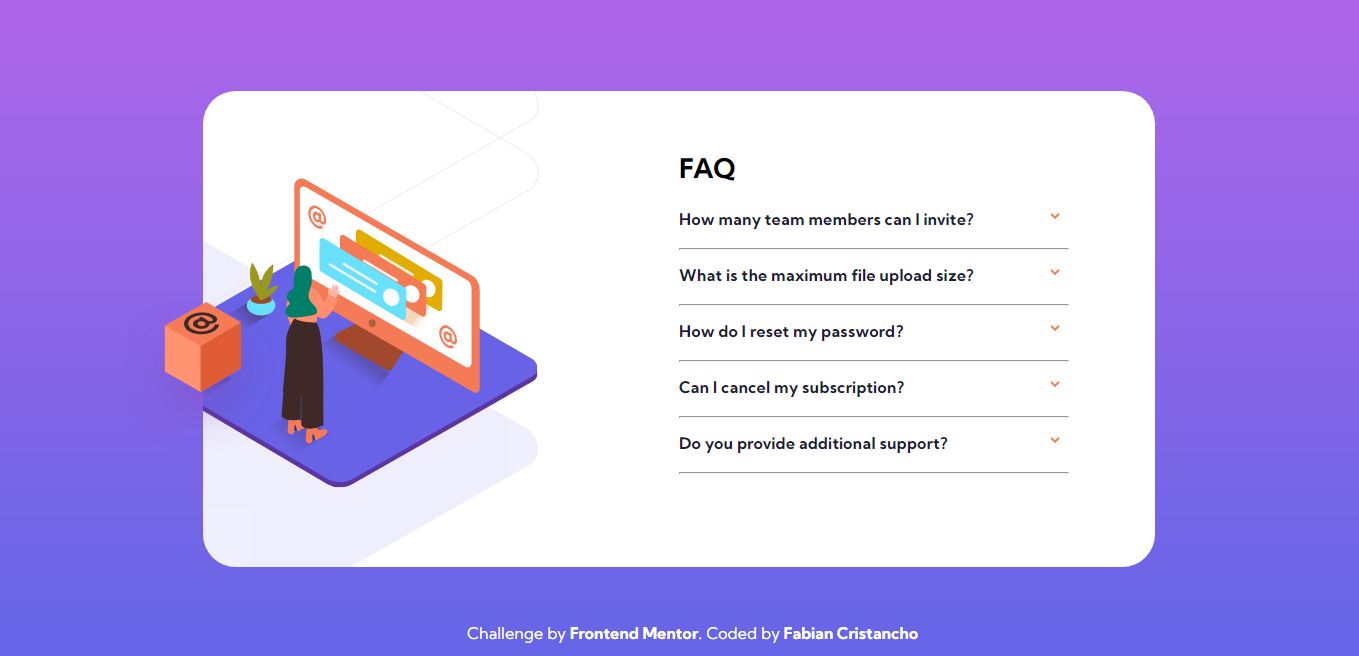 FAQ
How many team members can I invite?
What is the maximum file upload size?
How do I reset my password?
Can I cancel my subscription?
Do you provide additional support?
@
@
@
Challenge by Frontend Mentor. Coded by Fabian Cristancho